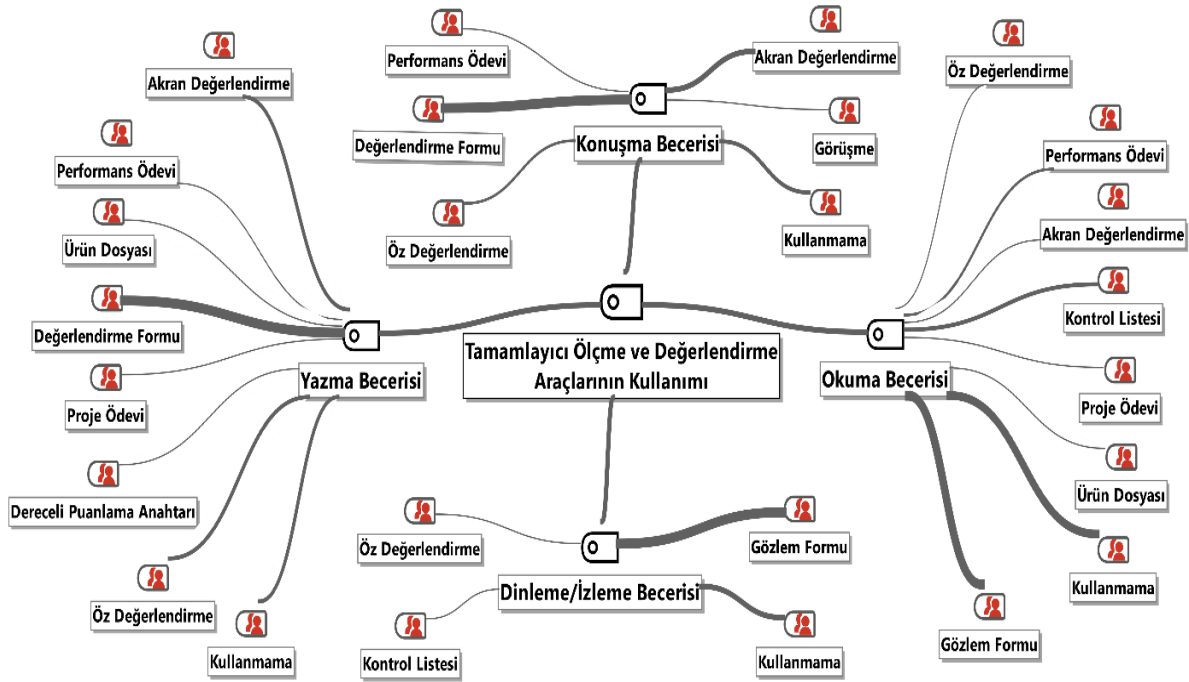 Akran Değerlendirme
Performans Ödevi
Ürün Dosyası
Değerlendirme Formu
Proje Ödevi
Dereceli Puanlama Anahtarı
Öz Değerlendirme
Kullanmama
Yazma Becerisi
Performans Ödevi
Değerlendirme Formu
Öz Değerlendirme
Konuşma Becerisi
Akran Değerlendirme
Görüşme
Kullanmama
Tamamlayıcı Ölçme ve Değerlendirme
Araçlarının Kullanımı
Öz Değerlendirme
Kontrol Listesi
Dinleme/İzleme Becerisi
Gözlem Formu
Kullanmama
Okuma Becerisi
Öz Değerlendirme
Performans Ödevi
Akran Değerlendirme
Kontrol Listesi
Proje Ödevi
Ürün Dosyası
Kullanmama
Gözlem Formu